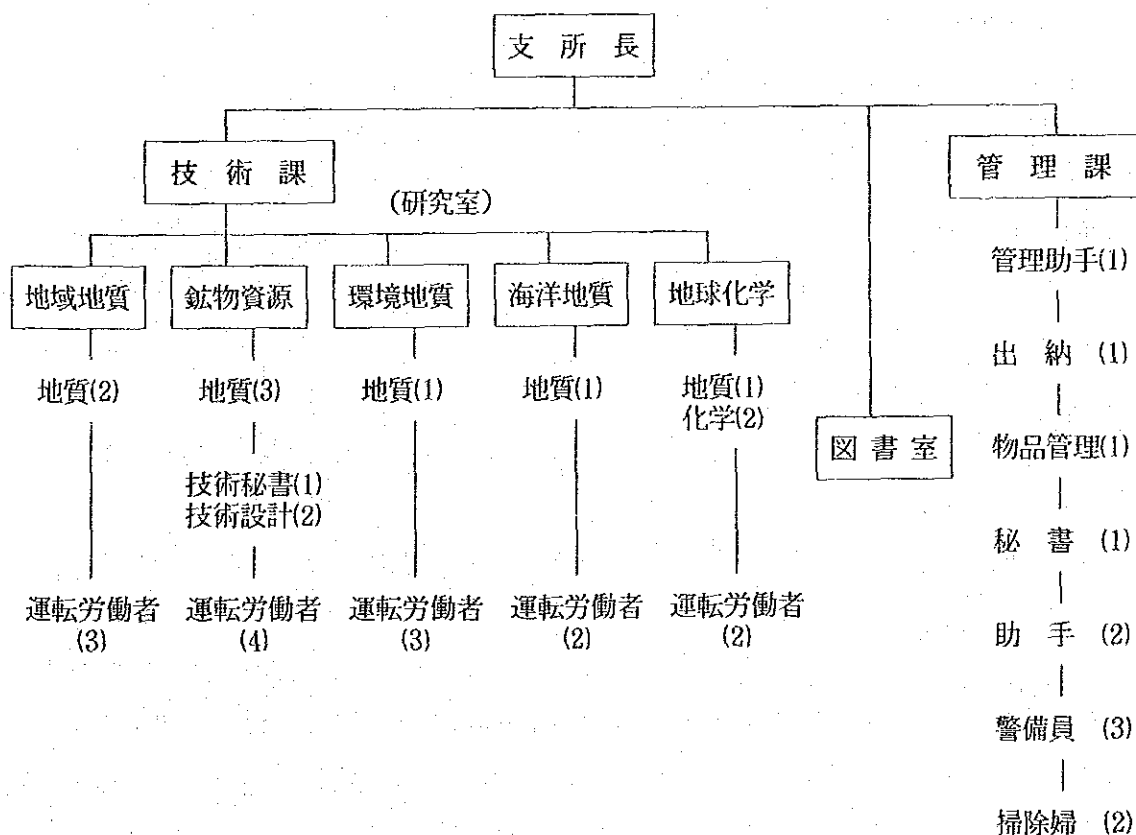 支所長
技術課
管理課
(研究室)
地域地質
鉱物資源
環境地質
海洋地質
地球化学
地質(2)
地質(3)
地質(1)
地質(1)
地質(1)
化学(2)
技術秘書(1)
技術設計(2)
運転労働者
(3)
運転労働者
(4)
運転労働者
(3)
運転労働者
(2)
運転労働者
(2)
図書室
管理助手(1)
出納(1)
物品管理(1)
秘書(1)
助手(2)
警備員(3)
掃除婦(2)